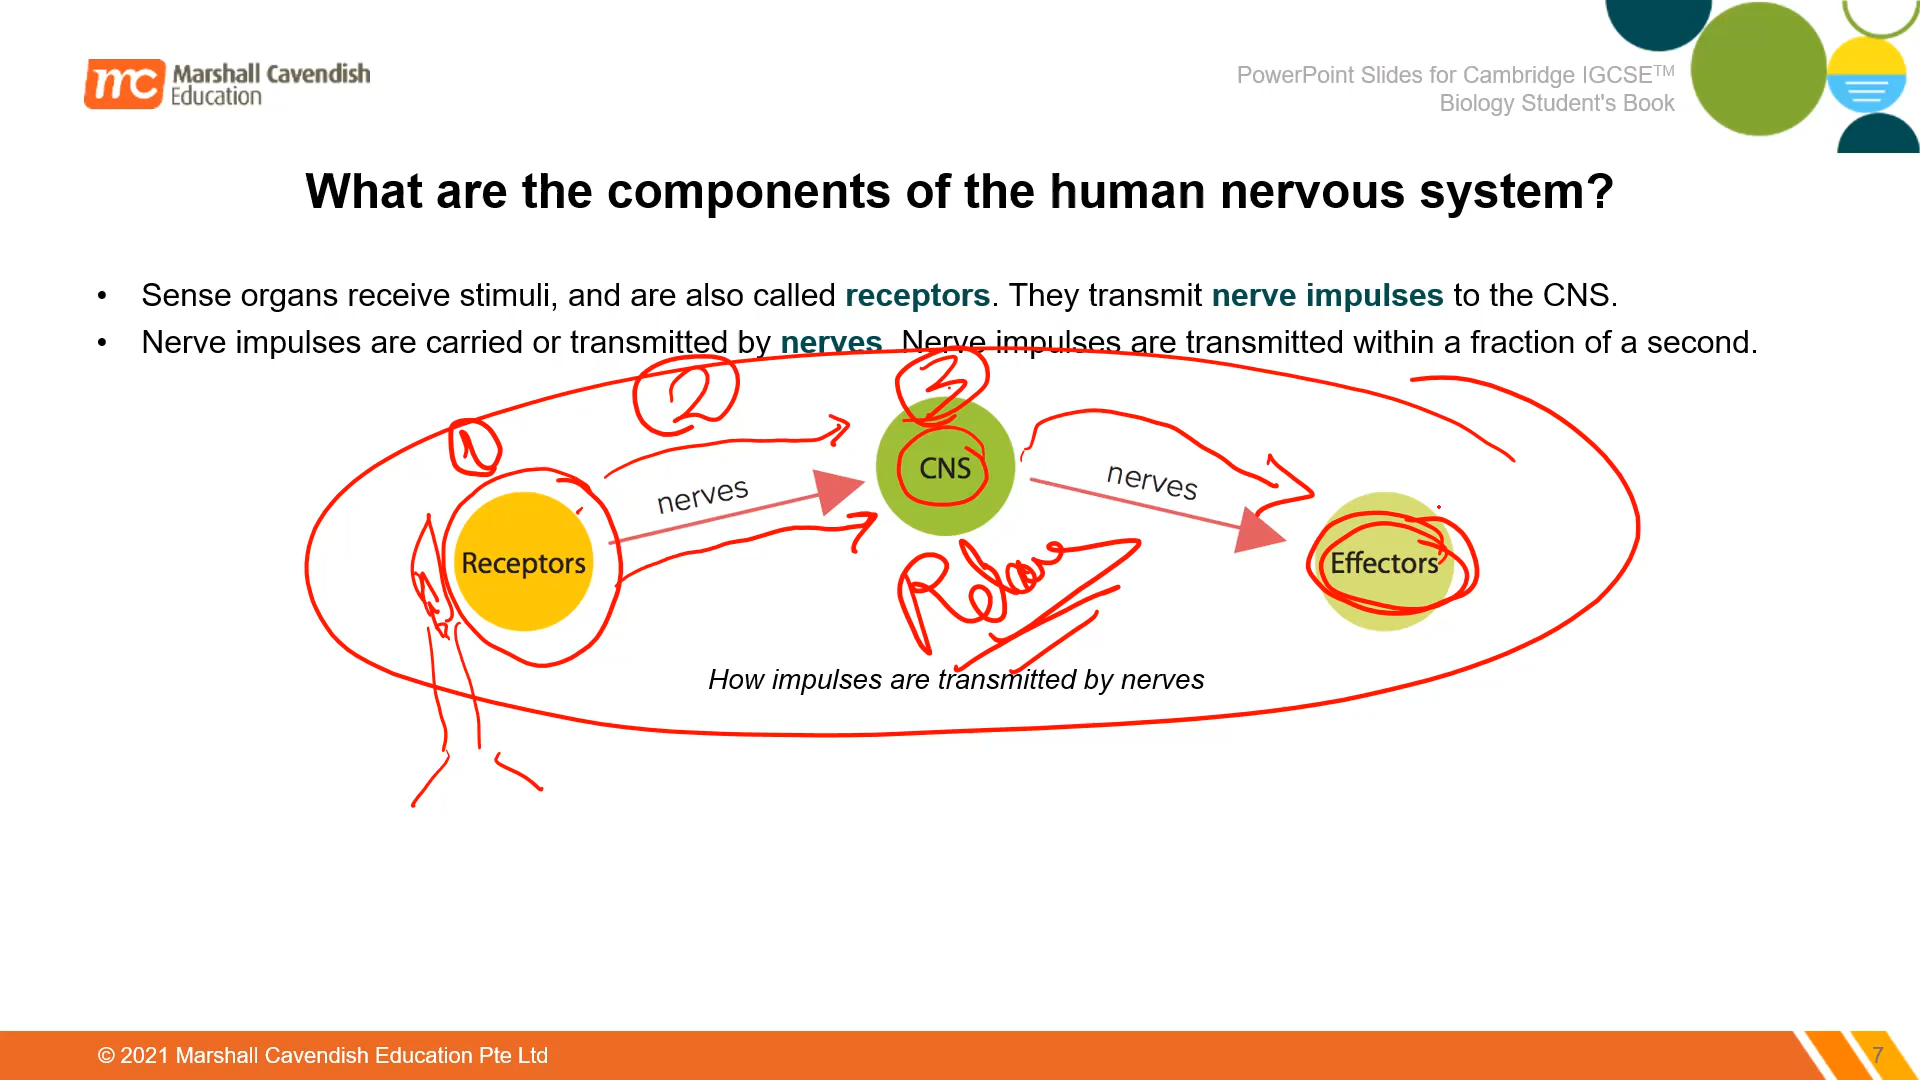 mc Marshall Cavendish
Education
PowerPoint Slides for Cambridge IGCSE™
Biology Student's Book
What are the components of the human nervous system?
• Sense organs receive stimuli, and are also called receptors. They transmit nerve impulses to the CNS.
• Nerve impulses are carried or transmitted by nerves. Nerve impulses are transmitted within a fraction of a second.
1
2
3
Receptors
nerves
CNS
nerves
Effectors
How impulses are transmitted by nerves
© 2021 Marshall Cavendish Education Pte Ltd
7